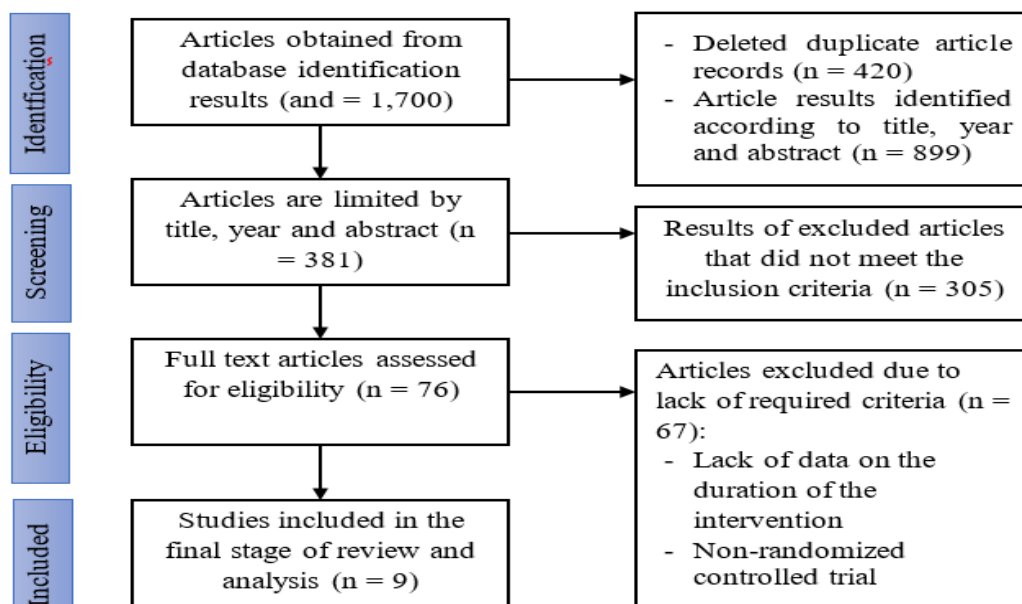 Identfication
Articles obtained from
database identification
results (and = 1,700)
- Deleted duplicate article
records (n = 420)
- Article results identified
according to title, year
and abstract (n = 899)
Screening
Articles are limited by
title, year and abstract (n
= 381)
Results of excluded articles
that did not meet the
inclusion criteria (n = 305)
Eligibility
Full text articles assessed
for eligibility (n = 76)
Articles excluded due to
lack of required criteria (n =
67):
- Lack of data on the
duration of the
intervention
- Non-randomized
controlled trial
Included
Studies included in the
final stage of review and
analysis (n = 9)